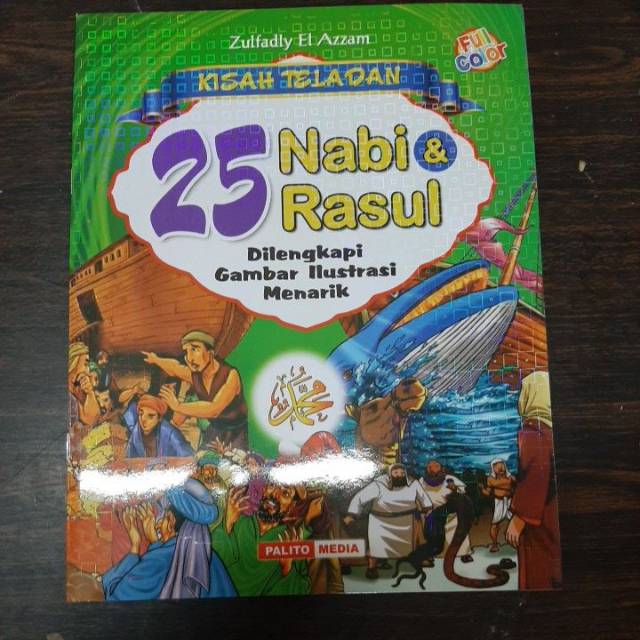 Zulfadly El Azzam
Full
Color
KISAH TELADAN
25 Nabi &
Rasul
Dilengkapi
Gambar Ilustrasi
Menarik
محمد
PALITO MEDIA